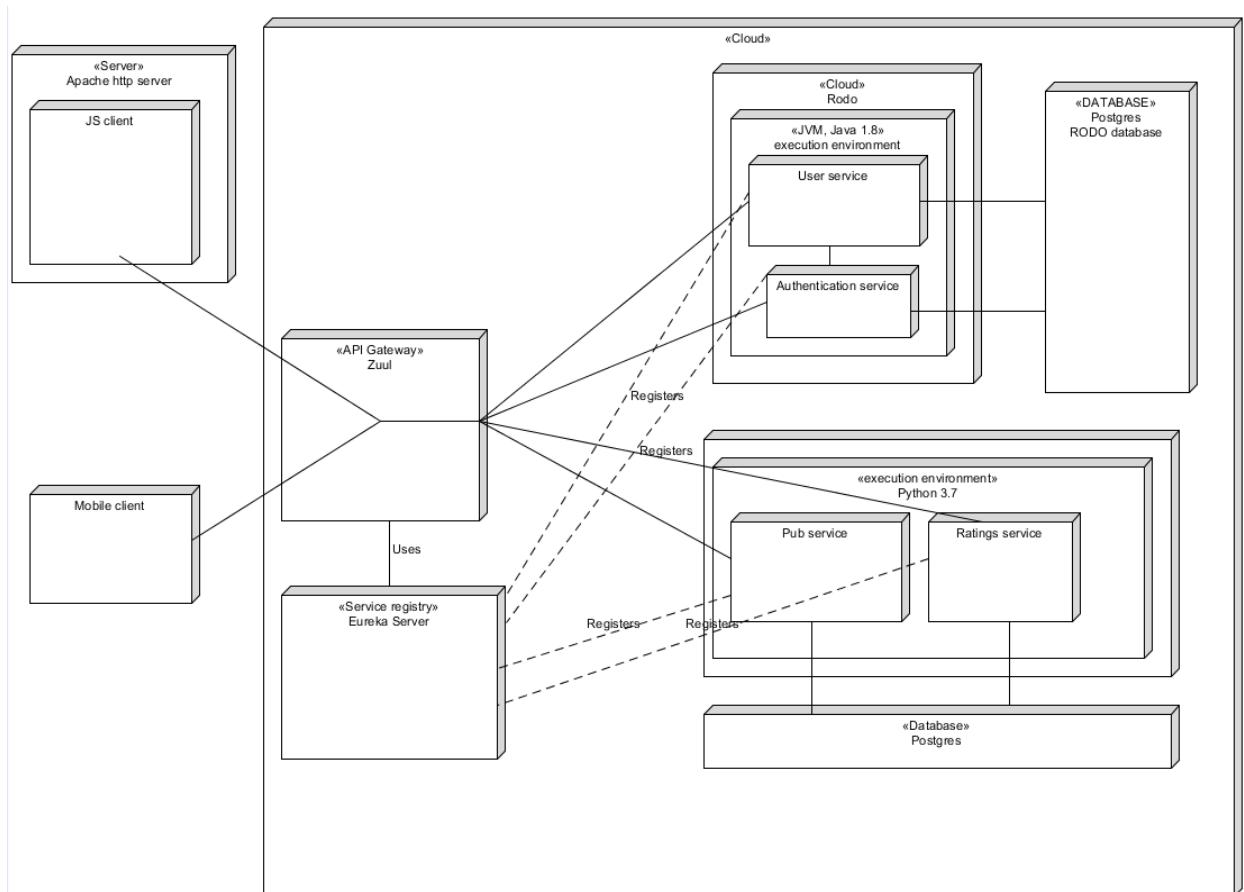 «Cloud»
«Server»
Apache http server
JS client
«Cloud»
Rodo
«JVM, Java 1.8»
execution environment
User service
Authentication service
«DATABASE»
Postgres
RODO database
«API Gateway»
Zuul
Registers
Registers
Mobile client
Uses
«execution environment»
Python 3.7
Pub service
Ratings service
«Service registry»
Eureka Server
Registers
Registers
«Database»
Postgres